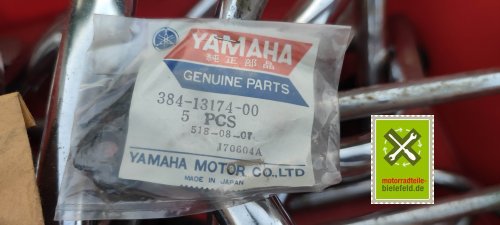 YAMAHA
純正部品
GENUINE PARTS
384-13174-00
5 PCS
518-08-07
170604A
YAMAHA MOTOR CO.,LTD
MADE IN JAPAN
motorradteile-
bielefeld.de